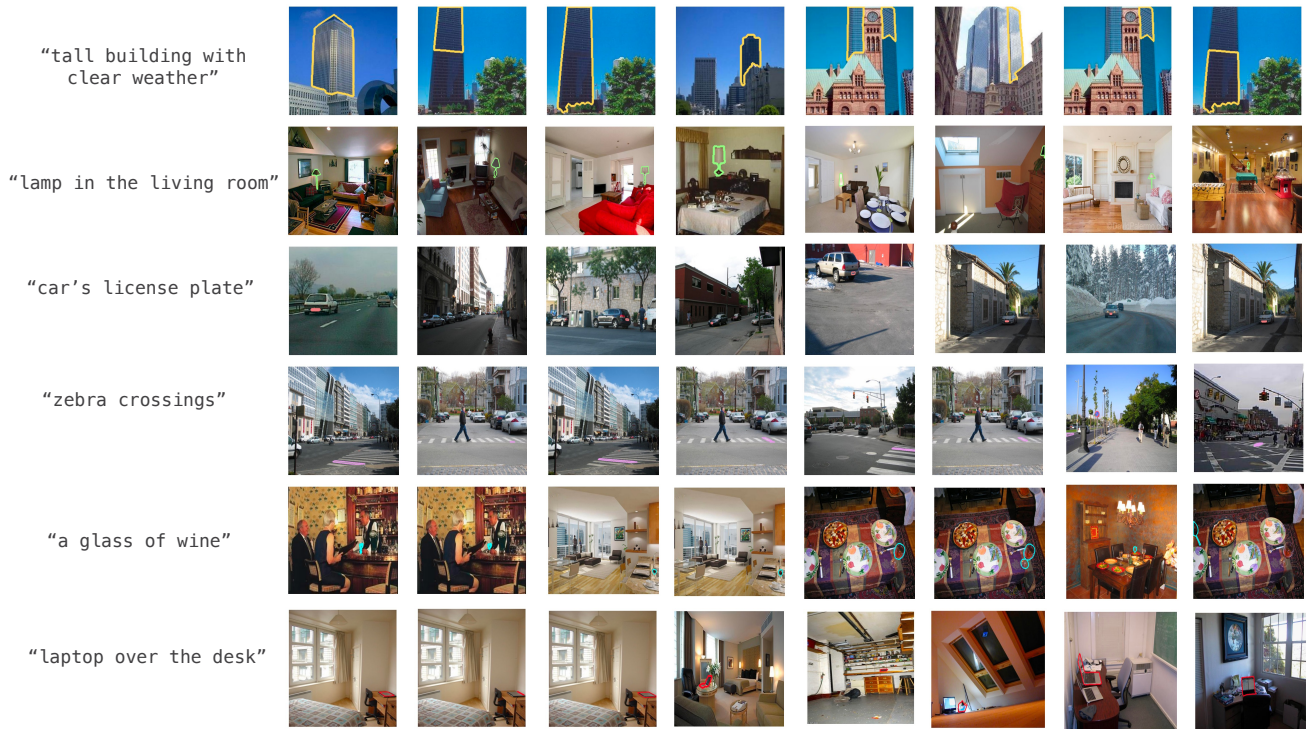 “tall building with
clear weather”
“lamp in the living room”
“car’s license plate”
“zebra crossings”
“a glass of wine”
“laptop over the desk”